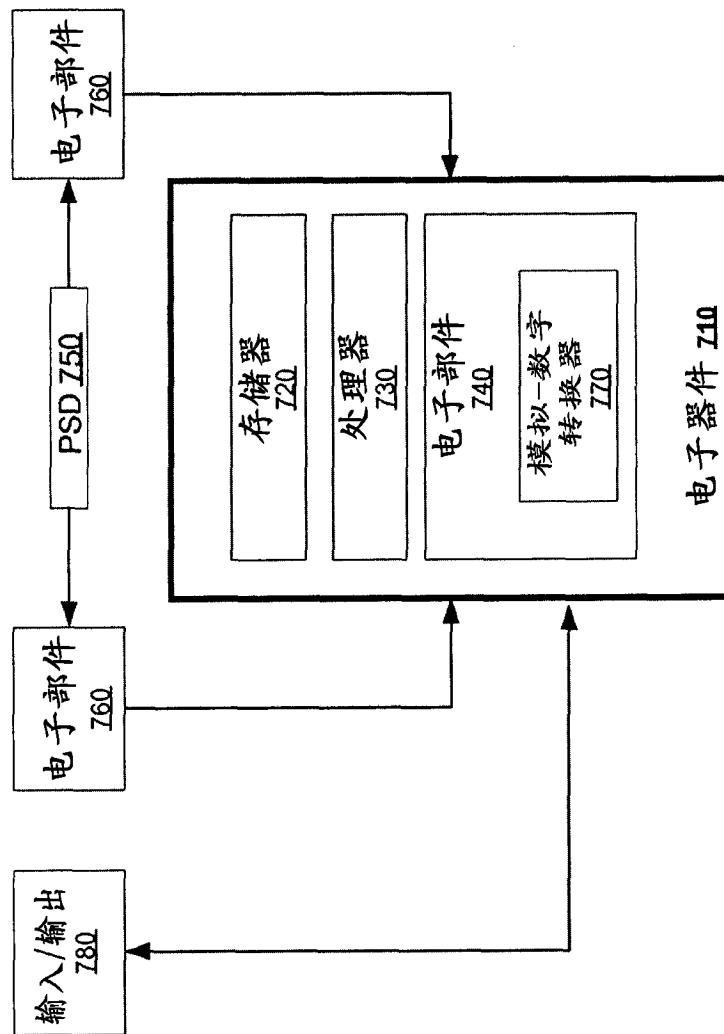 输入/输出
780
电子部件
760
PSD 750
电子部件
760
存储器
720
处理器
730
电子部件
740
模拟-数字
转换器
770
电子器件 710